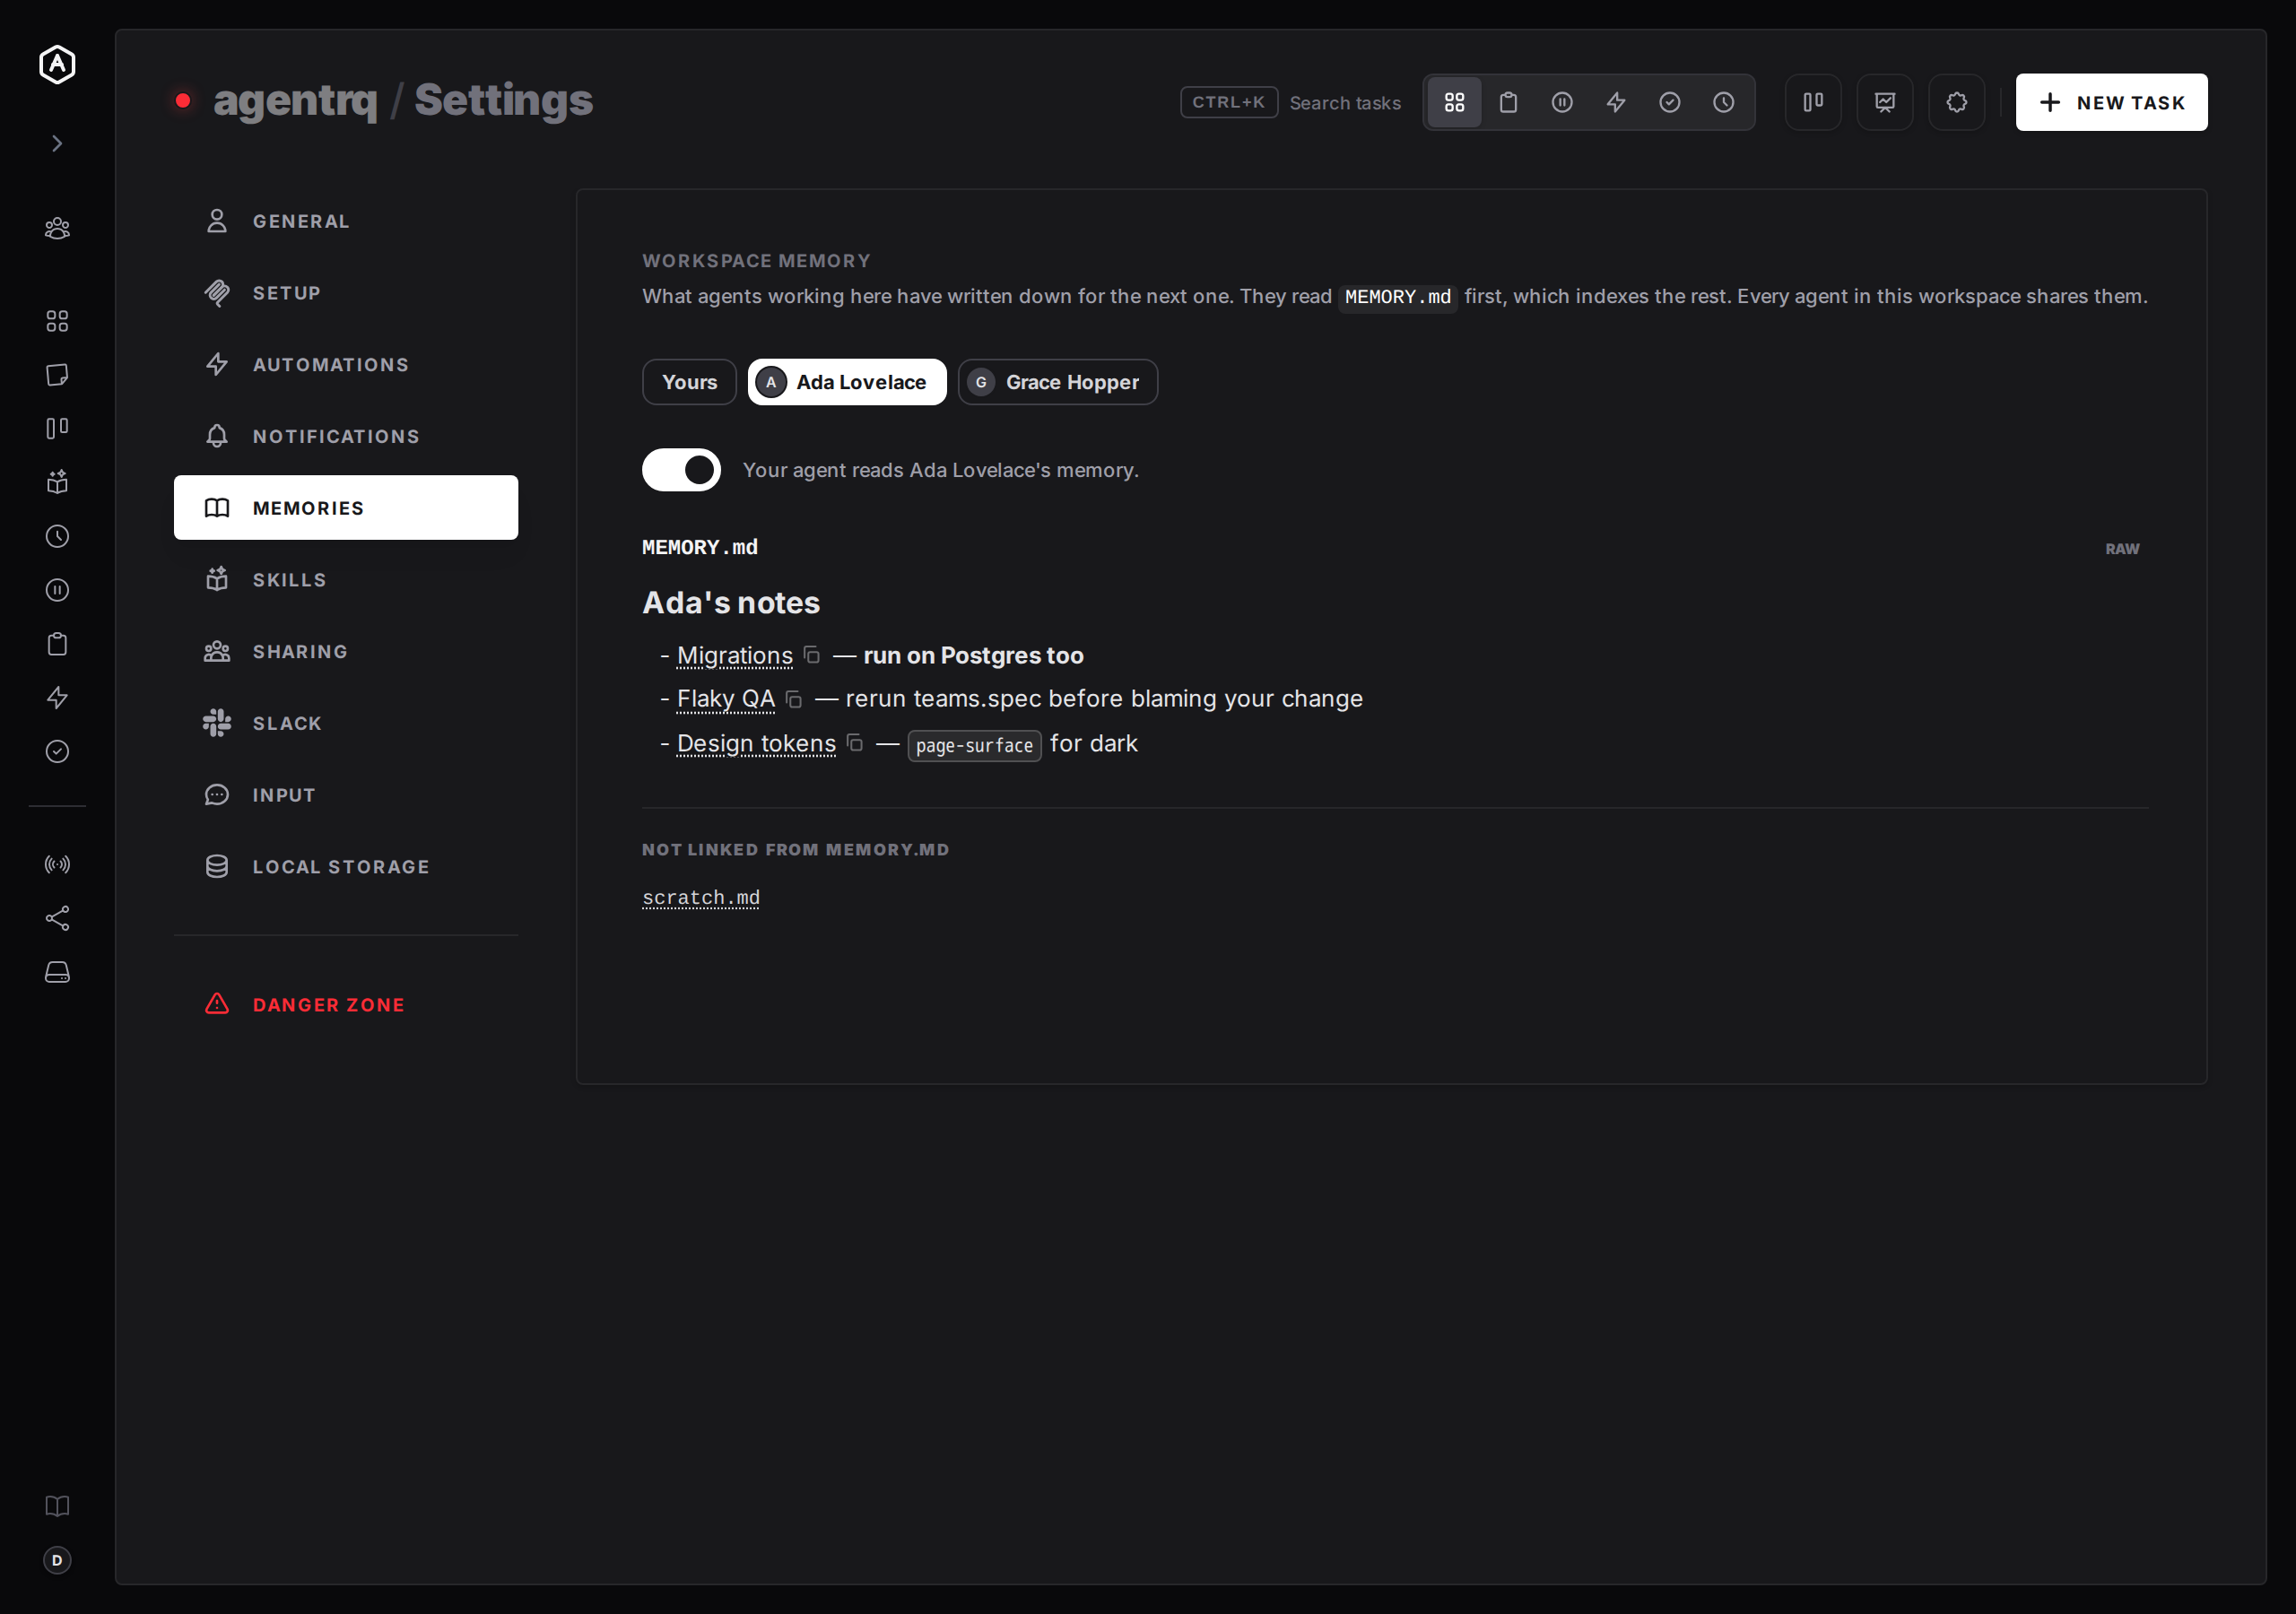 A
agentrq / Settings
CTRL+K Search tasks
NEW TASK
GENERAL
SETUP
AUTOMATIONS
NOTIFICATIONS
MEMORIES
SKILLS
SHARING
SLACK
INPUT
LOCAL STORAGE
DANGER ZONE
WORKSPACE MEMORY
What agents working here have written down for the next one. They read MEMORY.md first, which indexes the rest. Every agent in this workspace shares them.
Yours A Ada Lovelace G Grace Hopper
Your agent reads Ada Lovelace's memory.
MEMORY.md RAW
Ada's notes
- Migrations — run on Postgres too
- Flaky QA — rerun teams.spec before blaming your change
- Design tokens — page-surface for dark
NOT LINKED FROM MEMORY.MD
scratch.md
D